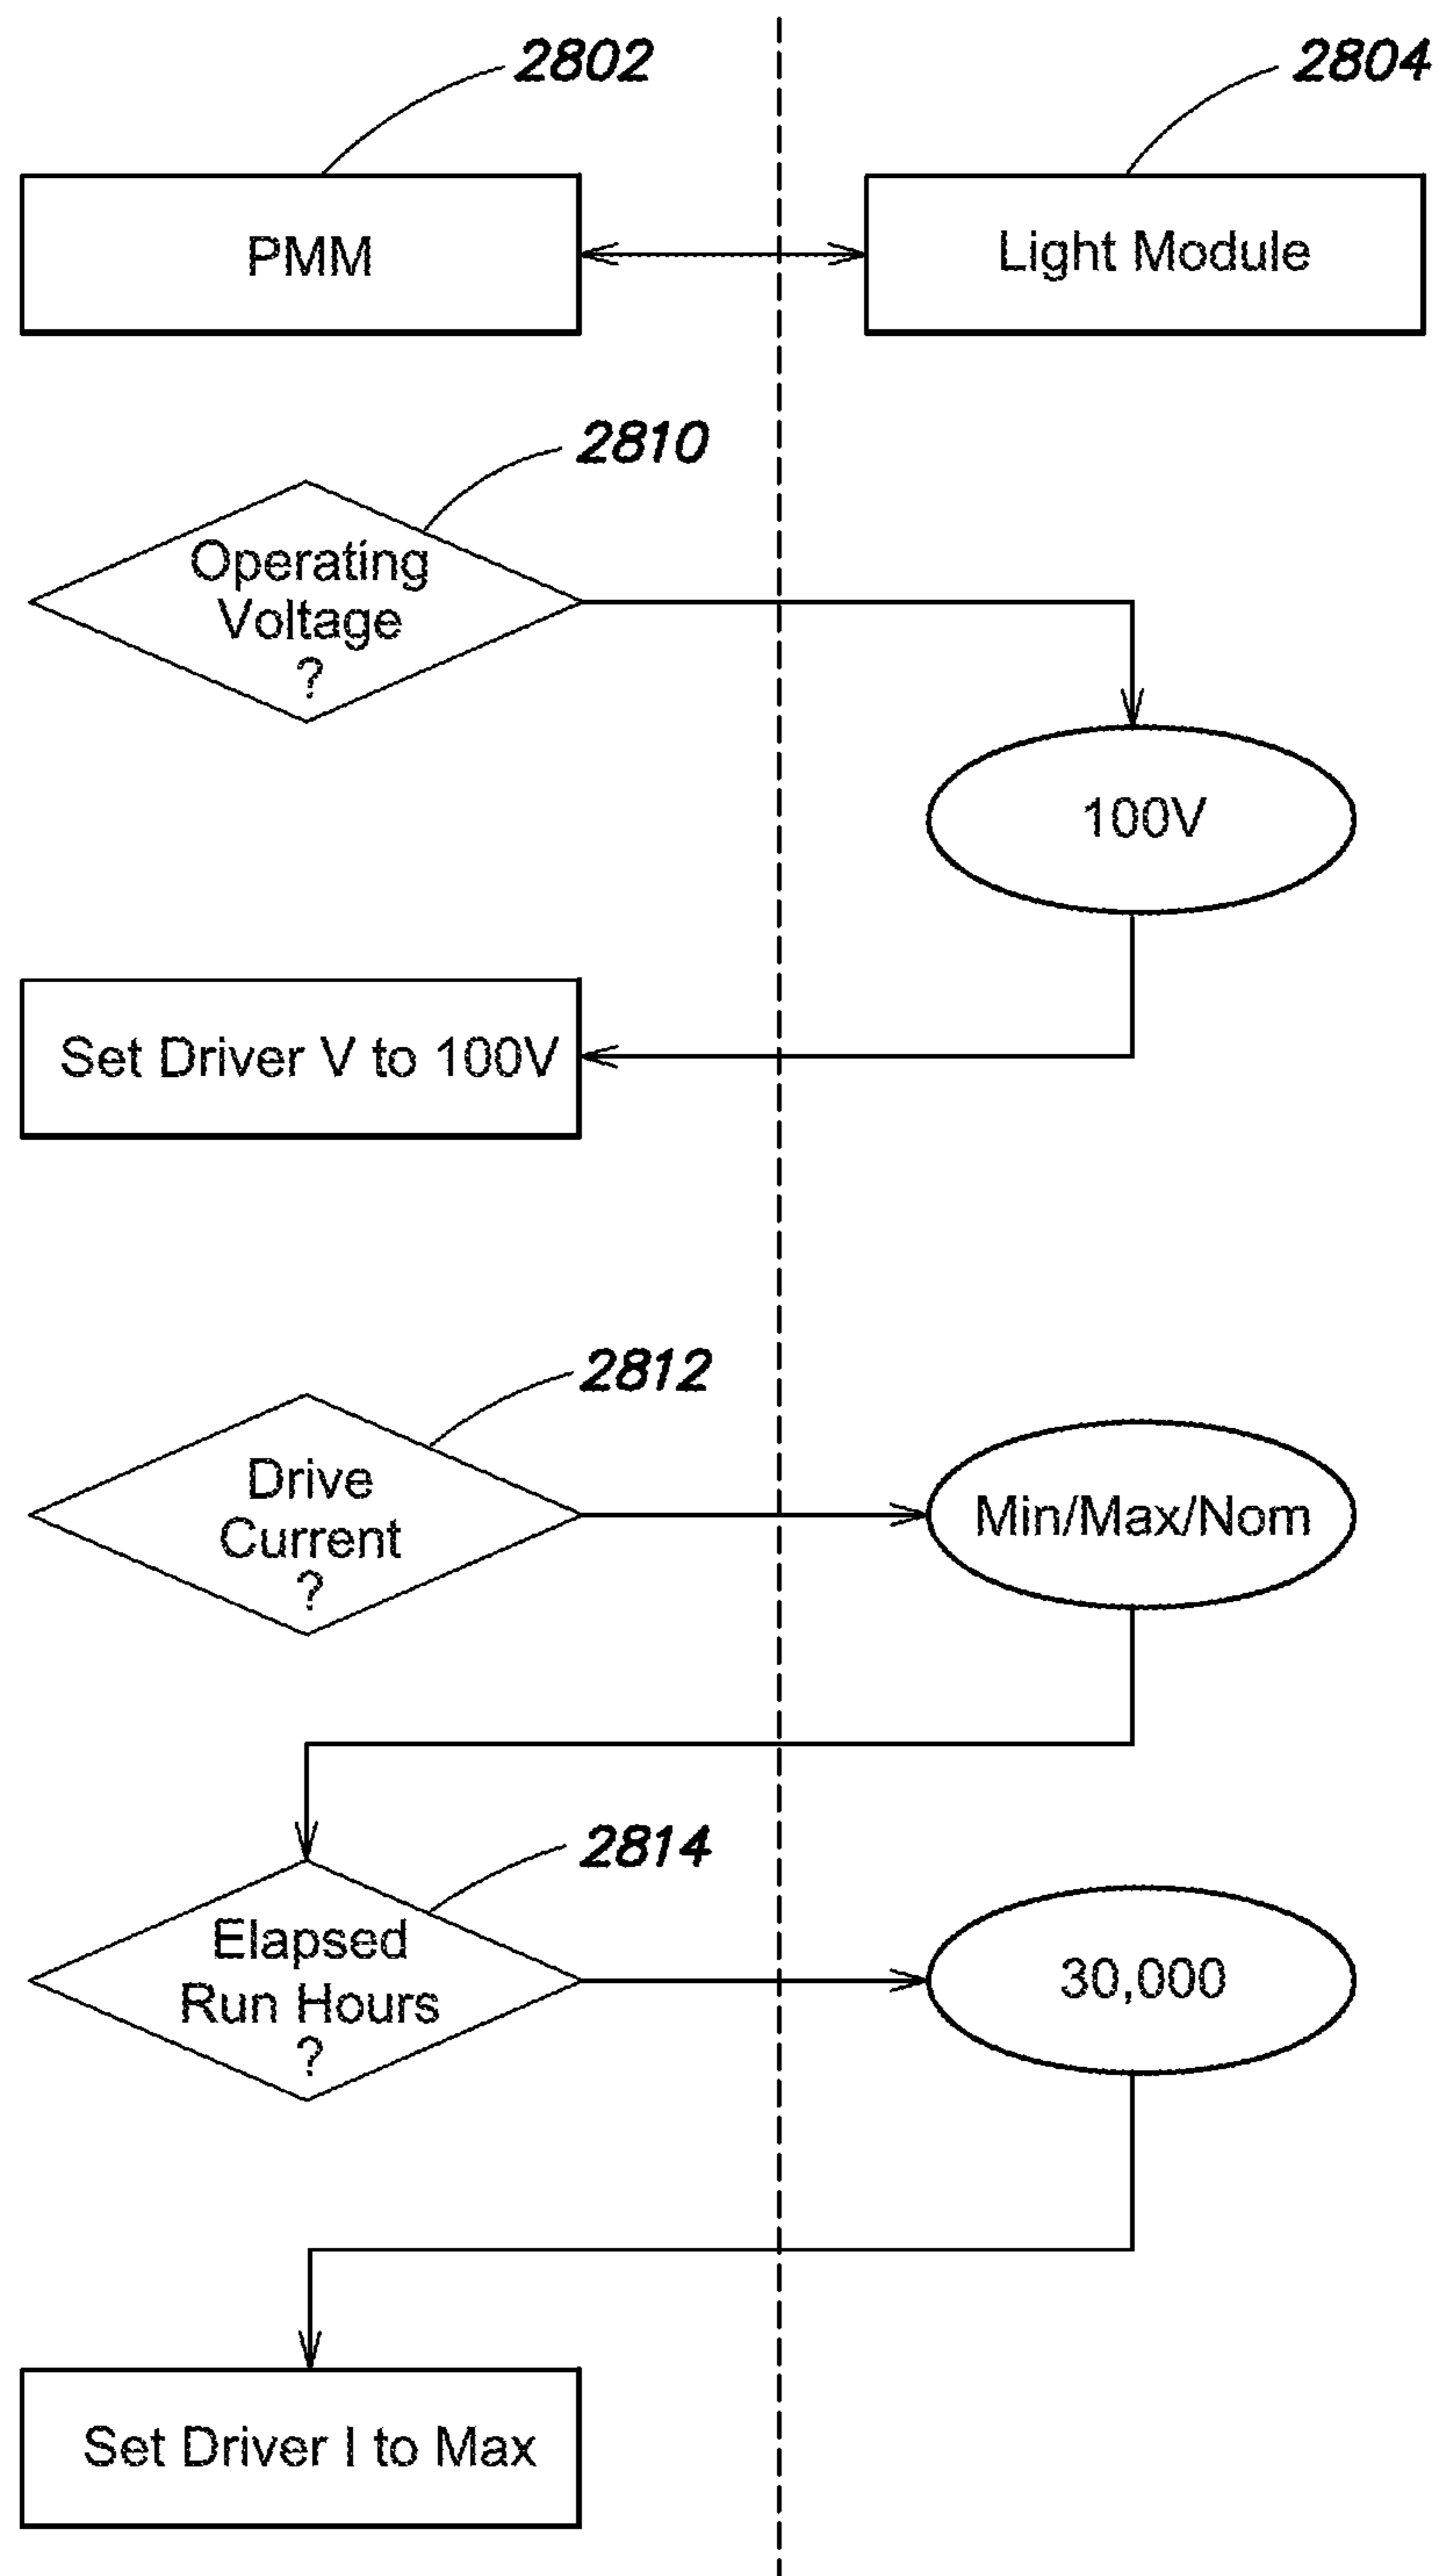 2802
2804
PMM
Light Module
2810
Operating
Voltage
?
100V
Set Driver V to 100V
2812
Drive
Current
?
Min/Max/Nom
2814
Elapsed
Run Hours
?
30,000
Set Driver I to Max